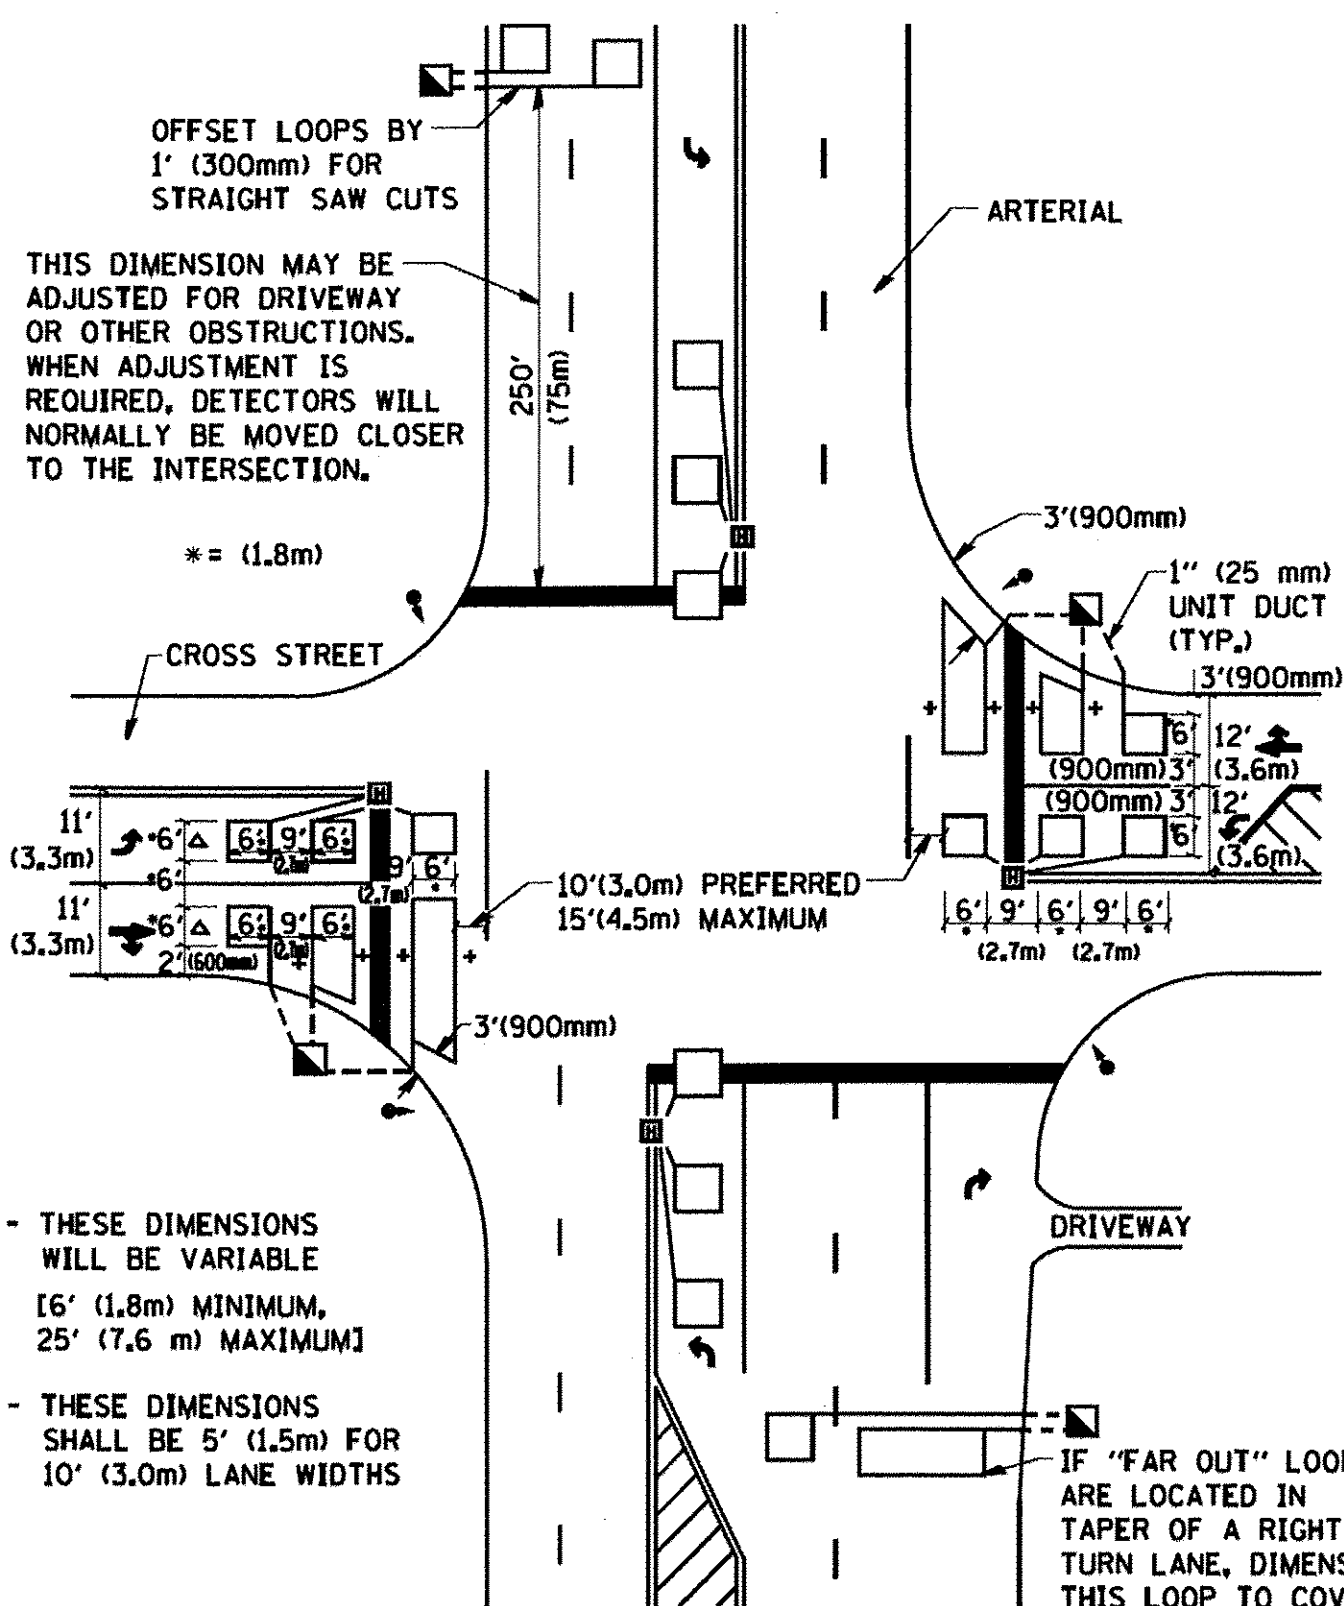 OFFSET LOOPS BY
1' (300mm) FOR
STRAIGHT SAW CUTS
ARTERIAL
THIS DIMENSION MAY BE
ADJUSTED FOR DRIVEWAY
OR OTHER OBSTRUCTIONS.
WHEN ADJUSTMENT IS
REQUIRED, DETECTORS WILL
NORMALLY BE MOVED CLOSER
TO THE INTERSECTION.
250'
(75m)
* = (1.8m)
H
3'(900mm)
1" (25 mm)
UNIT DUCT
(TYP.)
CROSS STREET
3'(900mm)
+ + + +
6' 12'
(900mm) 3' (3.6m)
(900mm) 3' 12'
*6' (3.6m)
H
6' 9' 6' 9' 6'
* * *
(2.7m) (2.7m)
H
11'
(3.3m)
*6' △ 6'* 9' 6'*
(2.7m)
*6'
9' 6'
(2.7m) *
11'
(3.3m)
*6' △ 6'* 9' 6'*
(2.7m)
2' (600mm)
+ + + +
10'(3.0m) PREFERRED
15'(4.5m) MAXIMUM
3'(900mm)
H
DRIVEWAY
- THESE DIMENSIONS
WILL BE VARIABLE
[6' (1.8m) MINIMUM,
25' (7.6 m) MAXIMUM]
- THESE DIMENSIONS
SHALL BE 5' (1.5m) FOR
10' (3.0m) LANE WIDTHS
IF "FAR OUT" LOOP
ARE LOCATED IN
TAPER OF A RIGHT
TURN LANE, DIMENS
THIS LOOP TO COV